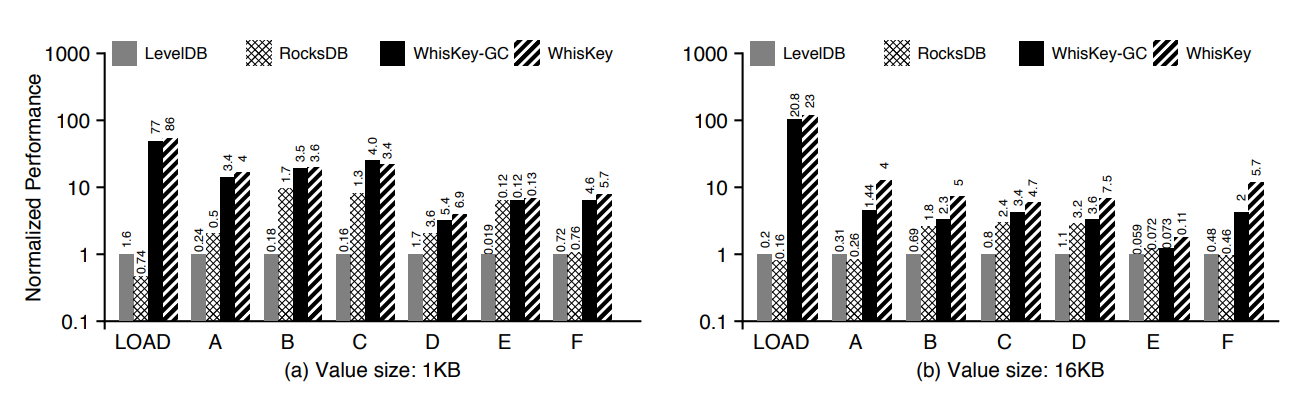 LevelDB RocksDB WhisKey-GC WhisKey
Normalized Performance
1000
100
10
1
0.1
1.6 0.74 77 86
0.24 0.5 3.4 4
0.18 1.7 3.5 3.6
0.16 1.3 4.0 3.4
1.7 3.6 5.4 6.9
0.019 0.12 0.12 0.13
0.72 0.76 4.6 5.7
LOAD A B C D E F
(a) Value size: 1KB
LevelDB RocksDB WhisKey-GC WhisKey
1000
100
10
1
0.1
0.2 0.16 20.8 23
0.31 0.26 1.44 4
0.69 1.8 2.3 5
0.8 2.4 3.4 4.7
1.1 3.2 3.6 7.5
0.059 0.072 0.073 0.11
0.48 0.46 2 5.7
LOAD A B C D E F
(b) Value size: 16KB